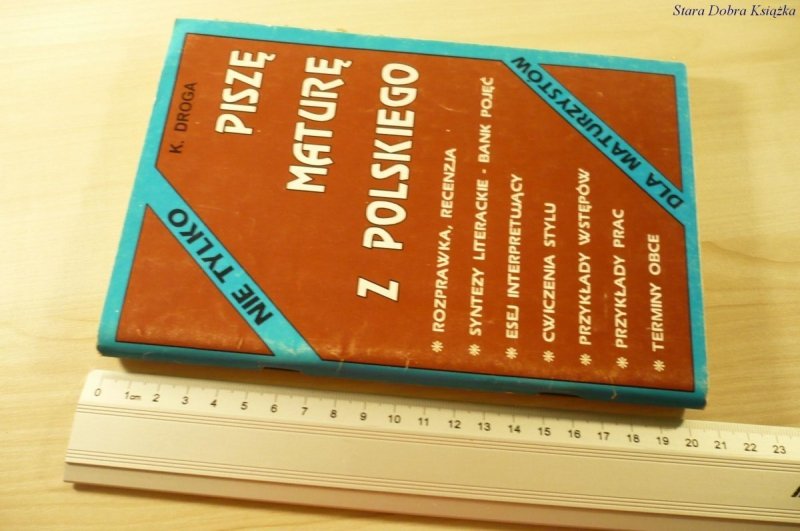 Stara Dobra Książka
K. DROGA
PISZĘ
MATURĘ
Z POLSKIEGO
NIE TYLKO
DLA MATURZYSTÓW
* ROZPRAWKA, RECENZJA
* SYNTEZY LITERACKIE - BANK POJĘĆ
* ESEJ INTERPRETUJĄCY
* ĆWICZENIA STYLU
* PRZYKŁADY WSTĘPÓW
* PRZYKŁADY PRAC
* TERMINY OBCE
0 1cm 2 3 4 5 6 7 8 9 10 11 12 13 14 15 16 17 18 19 20 21 22 23